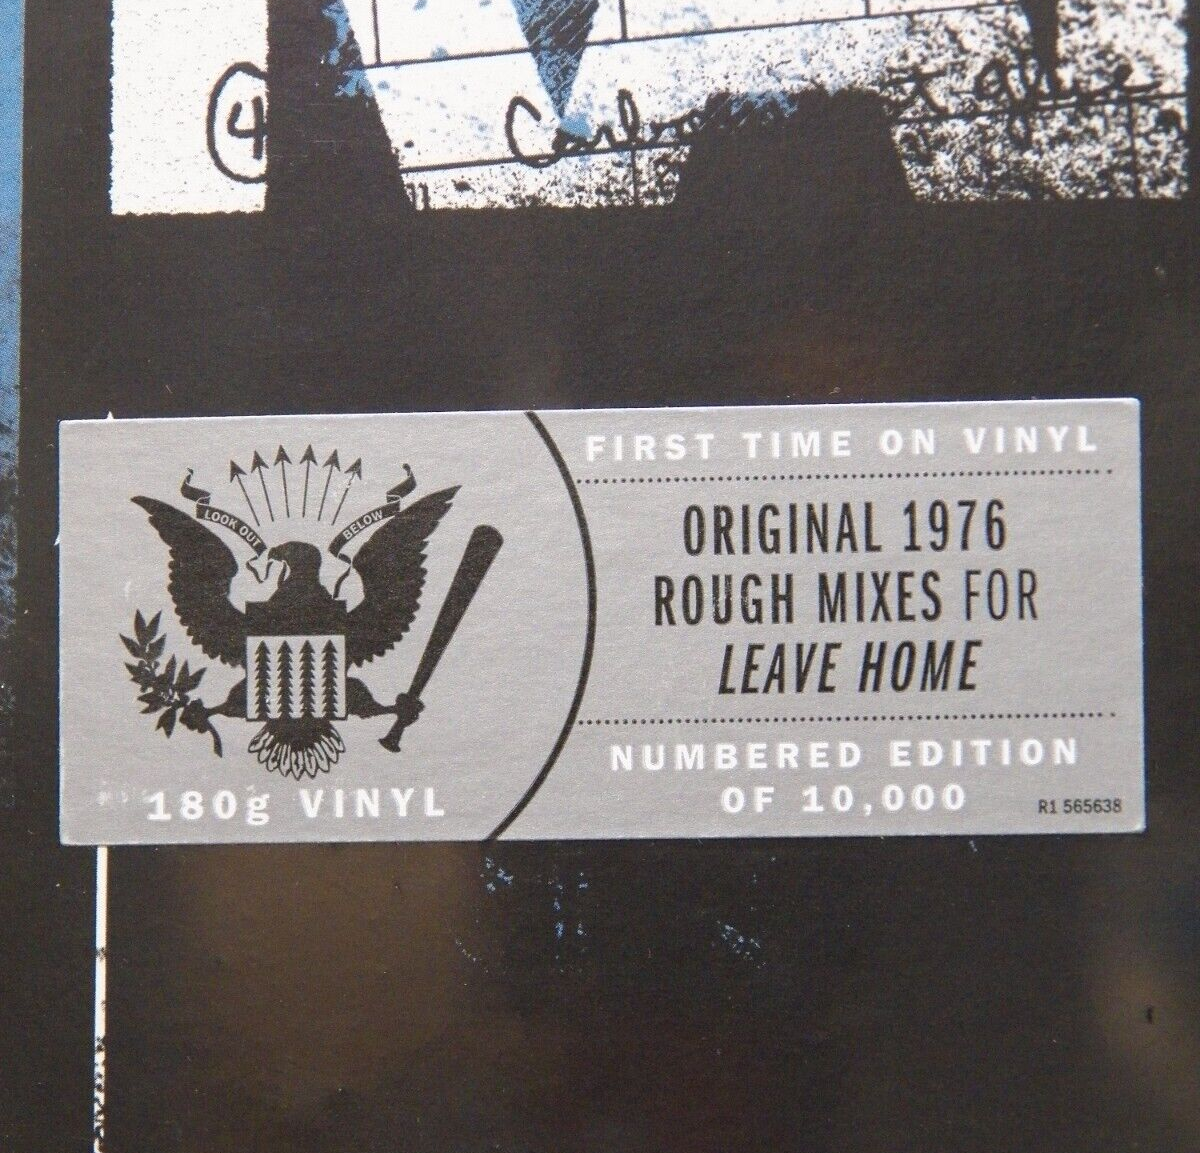 4
LOOK OUT BELOW
180g VINYL
FIRST TIME ON VINYL
ORIGINAL 1976
ROUGH MIXES FOR
LEAVE HOME
NUMBERED EDITION
OF 10,000
R1 565638